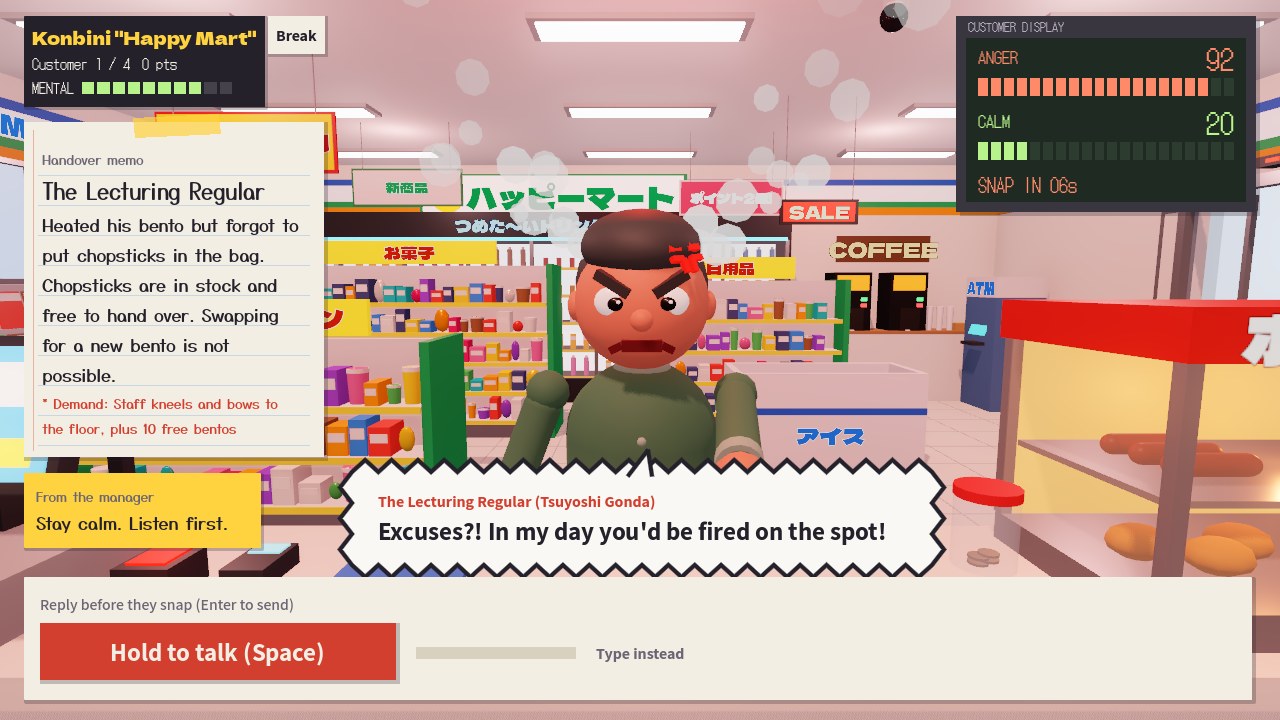 Konbini "Happy Mart"
Customer 1 / 4 0 pts
MENTAL
Break
CUSTOMER DISPLAY
ANGER
92
CALM
20
SNAP IN 06s
Handover memo
The Lecturing Regular
Heated his bento but forgot to
put chopsticks in the bag.
Chopsticks are in stock and
free to hand over. Swapping
for a new bento is not
possible.
* Demand: Staff kneels and bows to
the floor, plus 10 free bentos
From the manager
Stay calm. Listen first.
新商品
ハッピーマート
SALE
お菓子
日用品
COFFEE
ATM
アイス
The Lecturing Regular (Tsuyoshi Gonda)
Excuses?! In my day you'd be fired on the spot!
Reply before they snap (Enter to send)
Hold to talk (Space)
Type instead